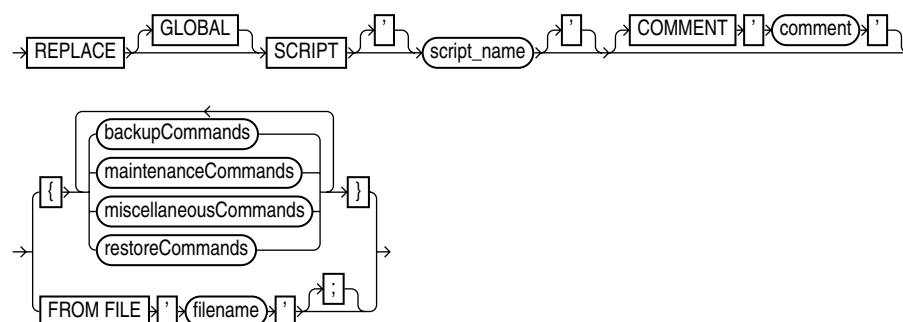 REPLACE GLOBAL SCRIPT ' script_name ' COMMENT ' comment '
{ backupCommands
maintenanceCommands
miscellaneousCommands
restoreCommands }
FROM FILE ' filename ' ;